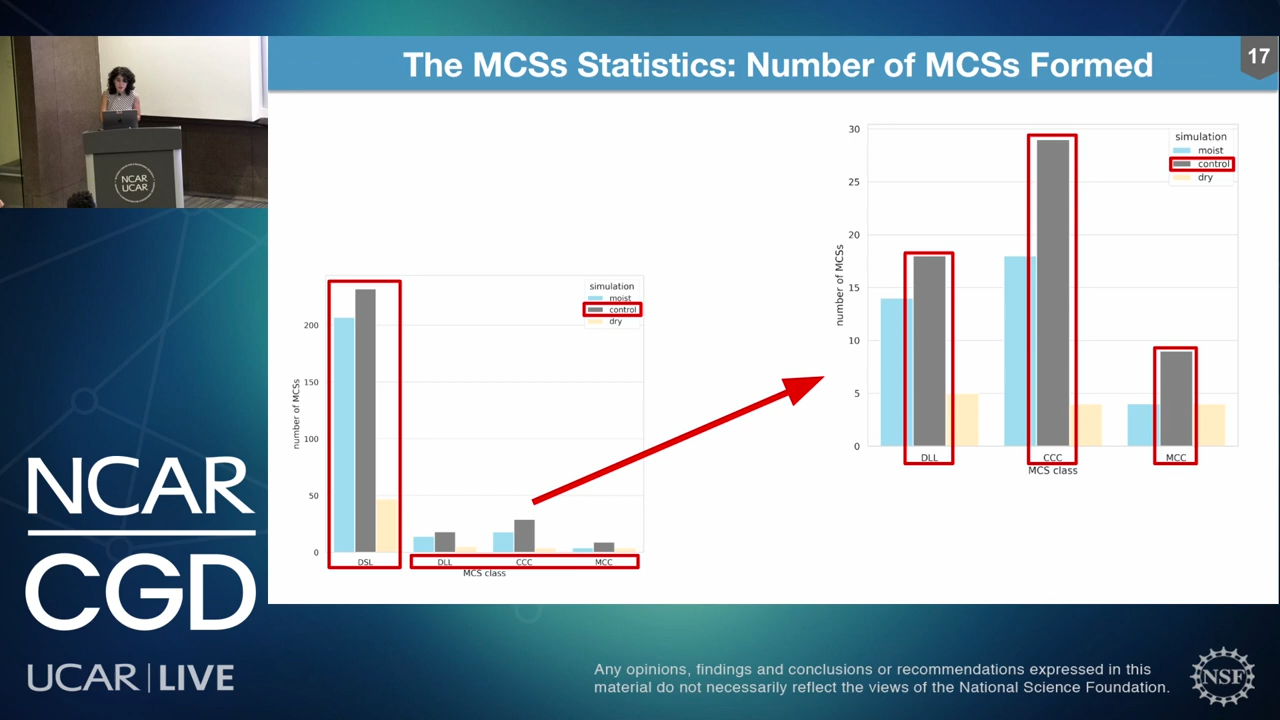 The MCSs Statistics: Number of MCSs Formed
17
NCAR
UCAR
simulation
moist
control
dry
200
150
100
50
0
number of MCSs
DSL
DLL
CCC
MCC
MCS class
simulation
moist
control
dry
30
25
20
15
10
5
0
number of MCSs
DLL
CCC
MCC
MCS class
NCAR
CGD
UCAR | LIVE
Any opinions, findings and conclusions or recommendations expressed in this
material do not necessarily reflect the views of the National Science Foundation.
NSF